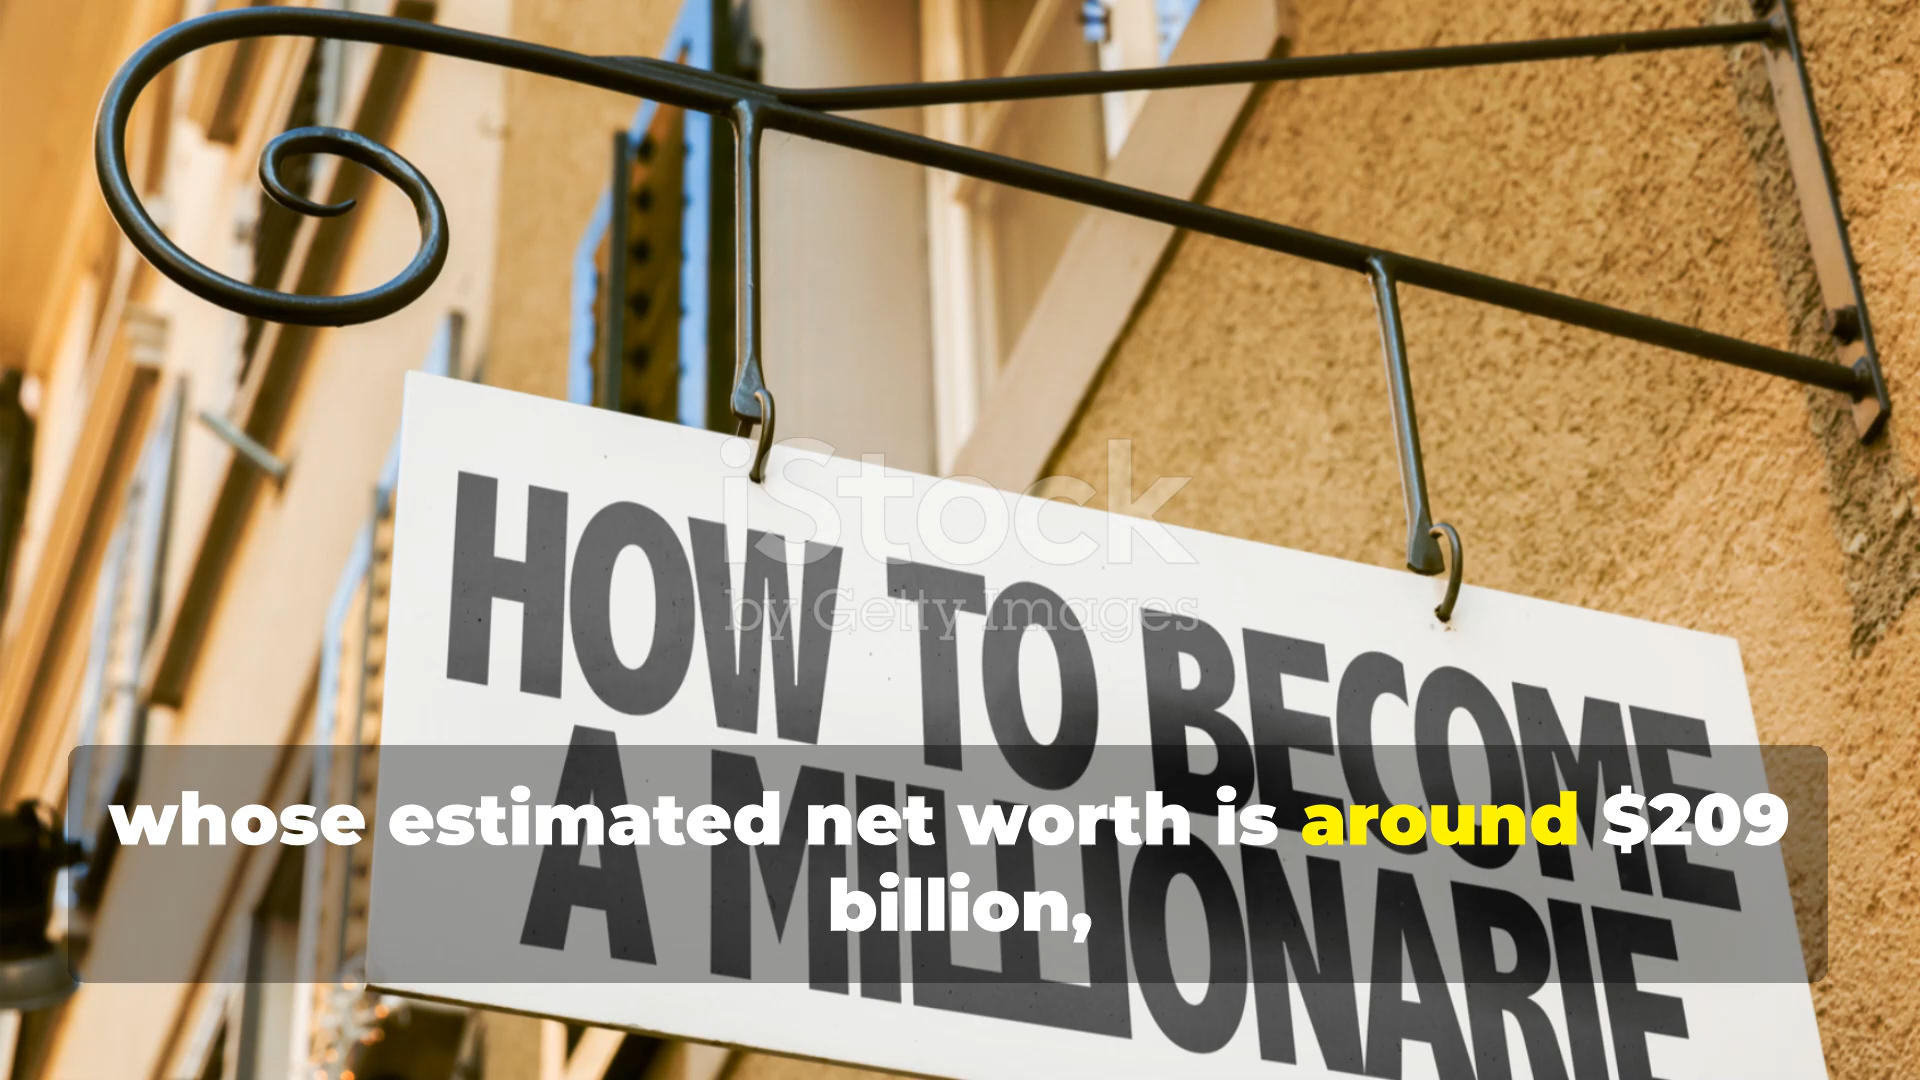 iStock
by Getty Images
HOW TO BECOME
A MILLIONARIE
whose estimated net worth is around $209
billion,